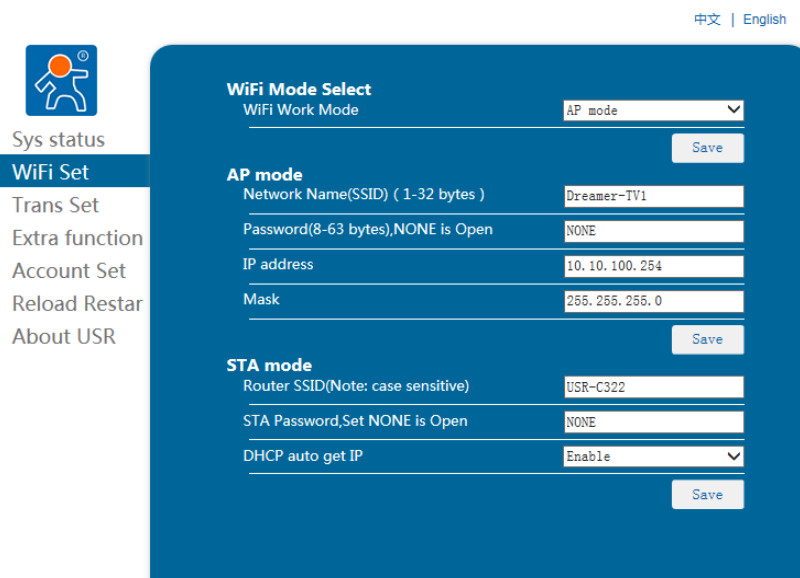 中文 | English
®
Sys status
WiFi Set
Trans Set
Extra function
Account Set
Reload Restar
About USR
WiFi Mode Select
WiFi Work Mode AP mode
Save
AP mode
Network Name(SSID) ( 1-32 bytes ) Dreamer-TV1
Password(8-63 bytes),NONE is Open NONE
IP address 10.10.100.254
Mask 255.255.255.0
Save
STA mode
Router SSID(Note: case sensitive) USR-C322
STA Password,Set NONE is Open NONE
DHCP auto get IP Enable
Save